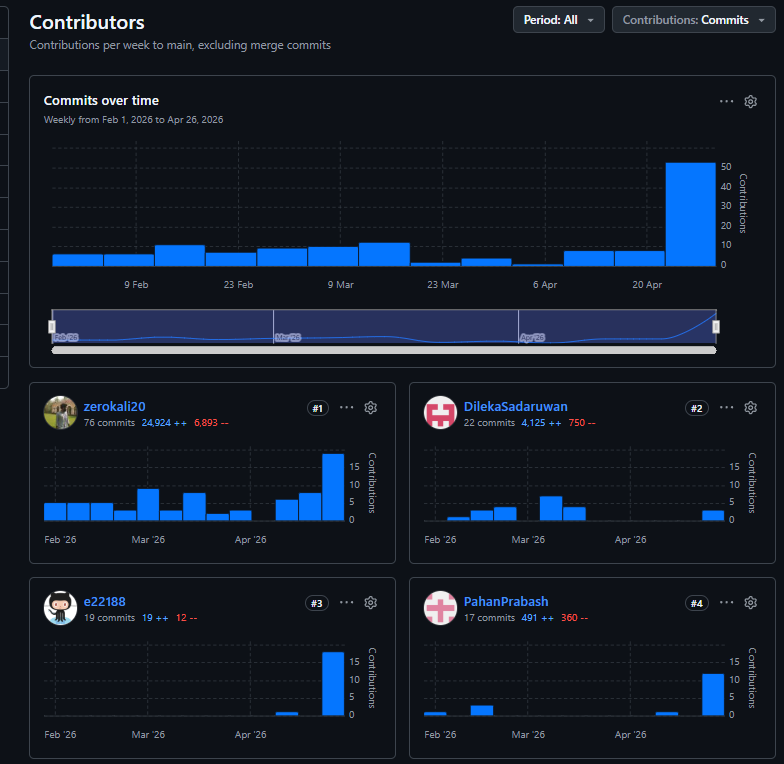 Contributors
Period: All
Contributions: Commits
Contributions per week to main, excluding merge commits
Commits over time
Weekly from Feb 1, 2026 to Apr 26, 2026
50
40
30
20
10
0
Contributions
9 Feb 23 Feb 9 Mar 23 Mar 6 Apr 20 Apr
Feb '26 Mar '26 Apr '26
zerokali20 #1
76 commits 24,924 ++ 6,893 --
15
10
5
0
Contributions
Feb '26 Mar '26 Apr '26
DilekaSadaruwan #2
22 commits 4,125 ++ 750 --
15
10
5
0
Contributions
Feb '26 Mar '26 Apr '26
e22188 #3
19 commits 19 ++ 12 --
15
10
5
0
Contributions
Feb '26 Mar '26 Apr '26
PahanPrabash #4
17 commits 491 ++ 360 --
15
10
5
0
Contributions
Feb '26 Mar '26 Apr '26